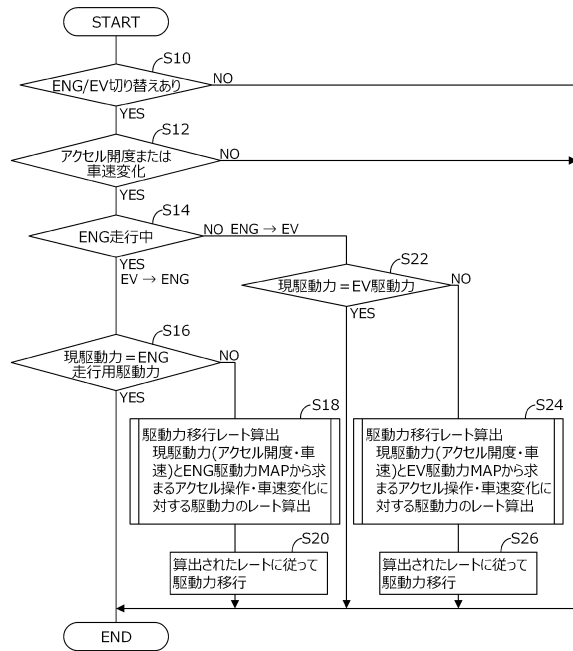 START
S10
ENG/EV切り替えあり
NO
YES
S12
アクセル開度または
車速変化
NO
YES
S14
ENG走行中
NO ENG → EV
YES
EV → ENG
S22
現駆動力＝EV駆動力
NO
YES
S16
現駆動力＝ENG
走行用駆動力
NO
YES
S18
駆動力移行レート算出
現駆動力(アクセル開度・車
速)とENG駆動力MAPから求
まるアクセル操作・車速変化に
対する駆動力のレート算出
S24
駆動力移行レート算出
現駆動力(アクセル開度・車
速)とEV駆動力MAPから求
まるアクセル操作・車速変化に
対する駆動力のレート算出
S20
算出されたレートに従って
駆動力移行
S26
算出されたレートに従って
駆動力移行
END